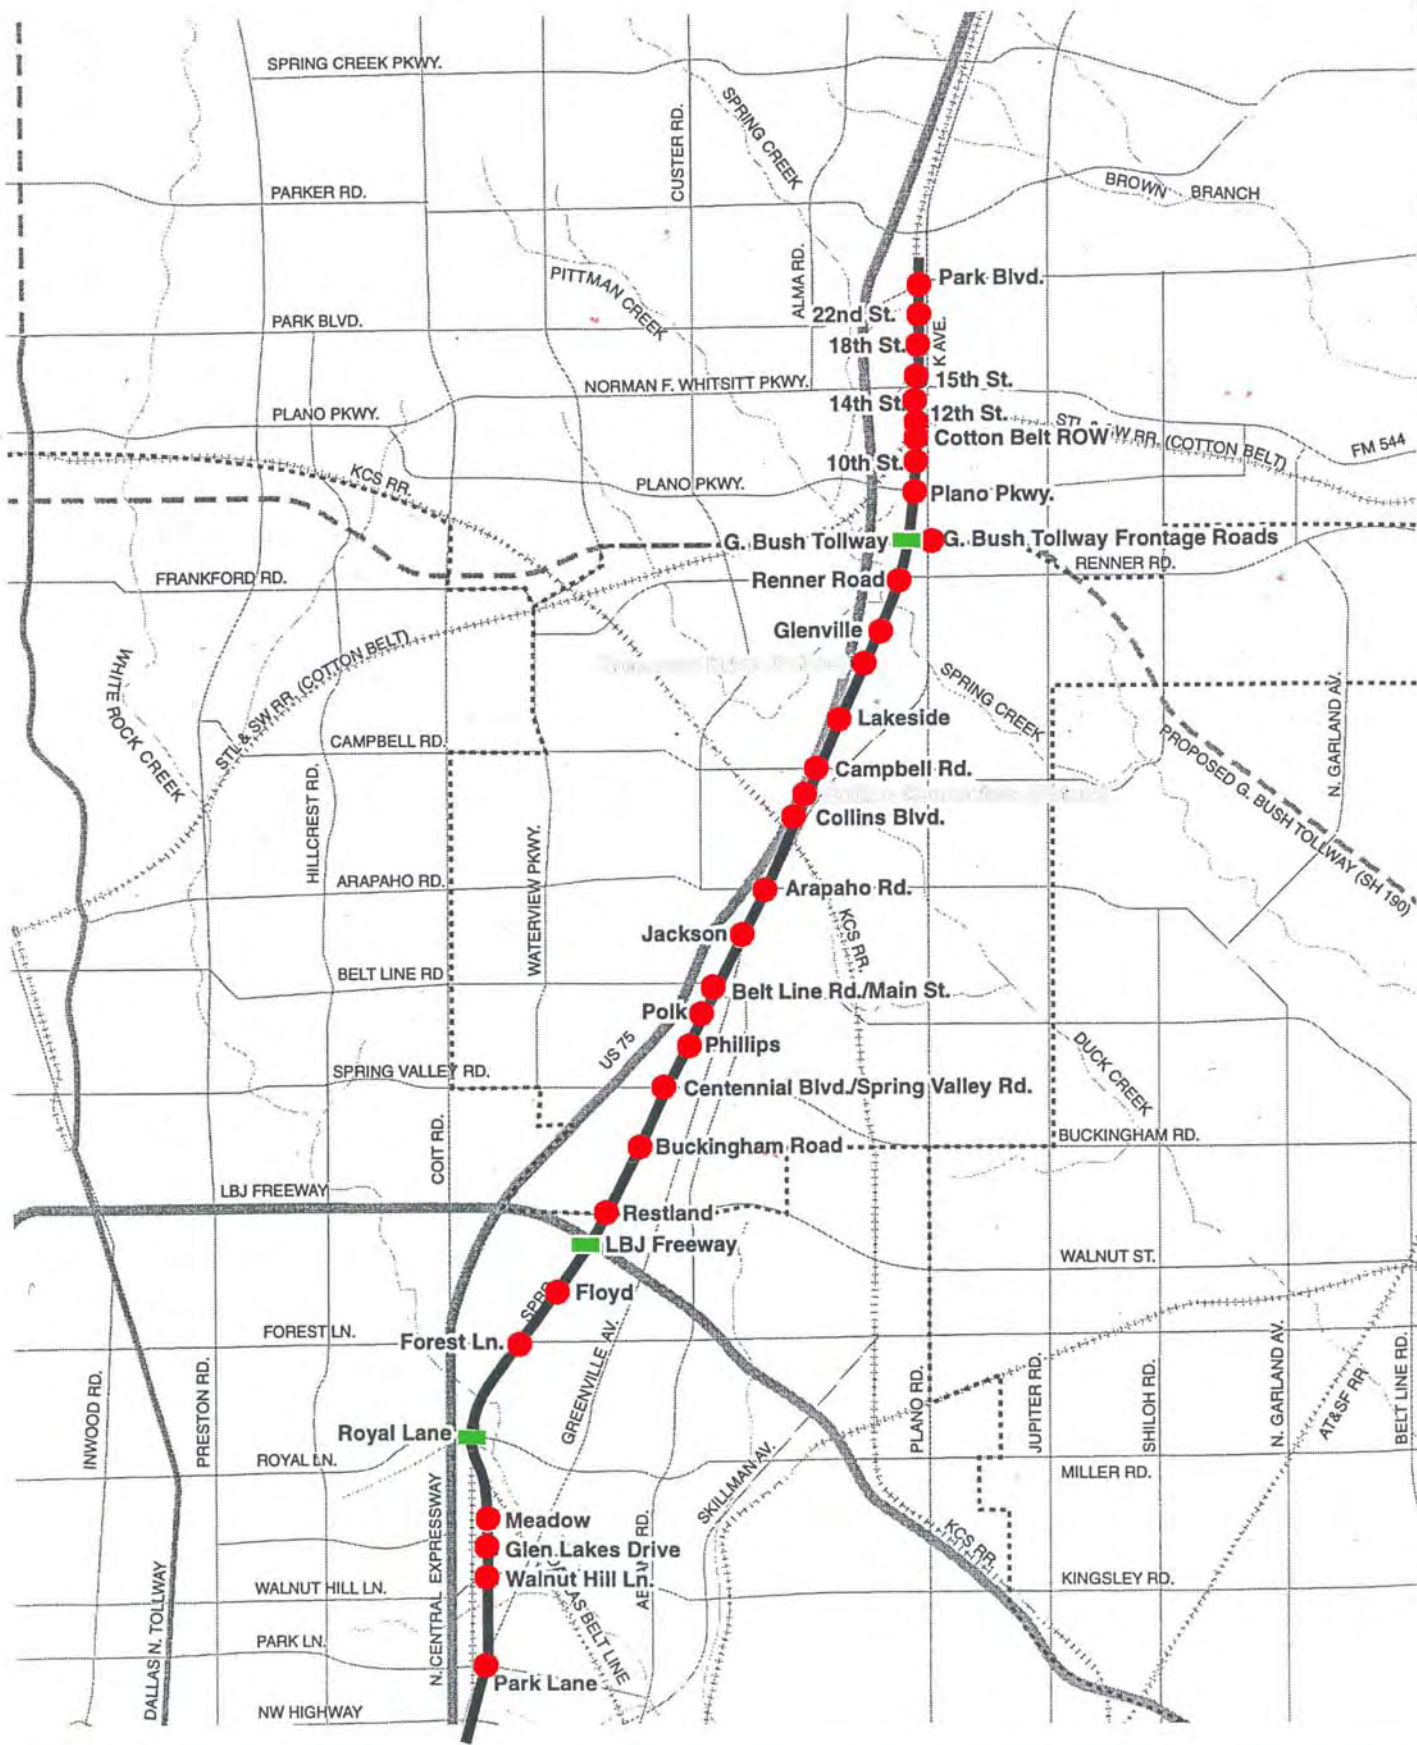 SPRING CREEK PKWY.
SPRING CREEK
CUSTER RD.
PARKER RD.
BROWN BRANCH
ALMA RD.
PITTMAN CREEK
Park Blvd.
22nd St.
PARK BLVD.
K AVE.
18th St.
15th St.
NORMAN F. WHITSITT PKWY.
14th St.
12th St.
PLANO PKWY.
Cotton Belt ROW
RR. (COTTON BELT)
FM 544
10th St.
KCS RR.
PLANO PKWY.
Plano Pkwy.
G. Bush Tollway
G. Bush Tollway Frontage Roads
RENNER RD.
FRANKFORD RD.
Renner Road
Glenville
STL & SW RR. (COTTON BELT)
WHITE ROCK CREEK
SPRING CREEK
N. GARLAND AV.
Lakeside
CAMPBELL RD.
Campbell Rd.
PROPOSED G. BUSH TOLLWAY (SH 190)
HILLCREST RD.
Collins Blvd.
WATERVIEW PKWY.
ARAPAHO RD.
Arapaho Rd.
KCS RR.
Jackson
BELT LINE RD
Belt Line Rd./Main St.
Polk
US 75
Phillips
DUCK CREEK
SPRING VALLEY RD.
Centennial Blvd./Spring Valley Rd.
COIT RD.
Buckingham Road
BUCKINGHAM RD.
LBJ FREEWAY
Restland
LBJ Freeway
WALNUT ST.
Floyd
FOREST LN.
Forest Ln.
GREENVILLE AV.
INWOOD RD.
PRESTON RD.
PLANO RD.
JUPITER RD.
SHILOH RD.
N. GARLAND AV.
AT&SF RR
BELT LINE RD.
Royal Lane
ROYAL LN.
SKILLMAN AV.
MILLER RD.
N. CENTRAL EXPRESSWAY
Meadow
Glen Lakes Drive
KCS RR.
Walnut Hill Ln.
WALNUT HILL LN.
KINGSLEY RD.
DALLAS N. TOLLWAY
BELT LINE
PARK LN.
Park Lane
NW HIGHWAY